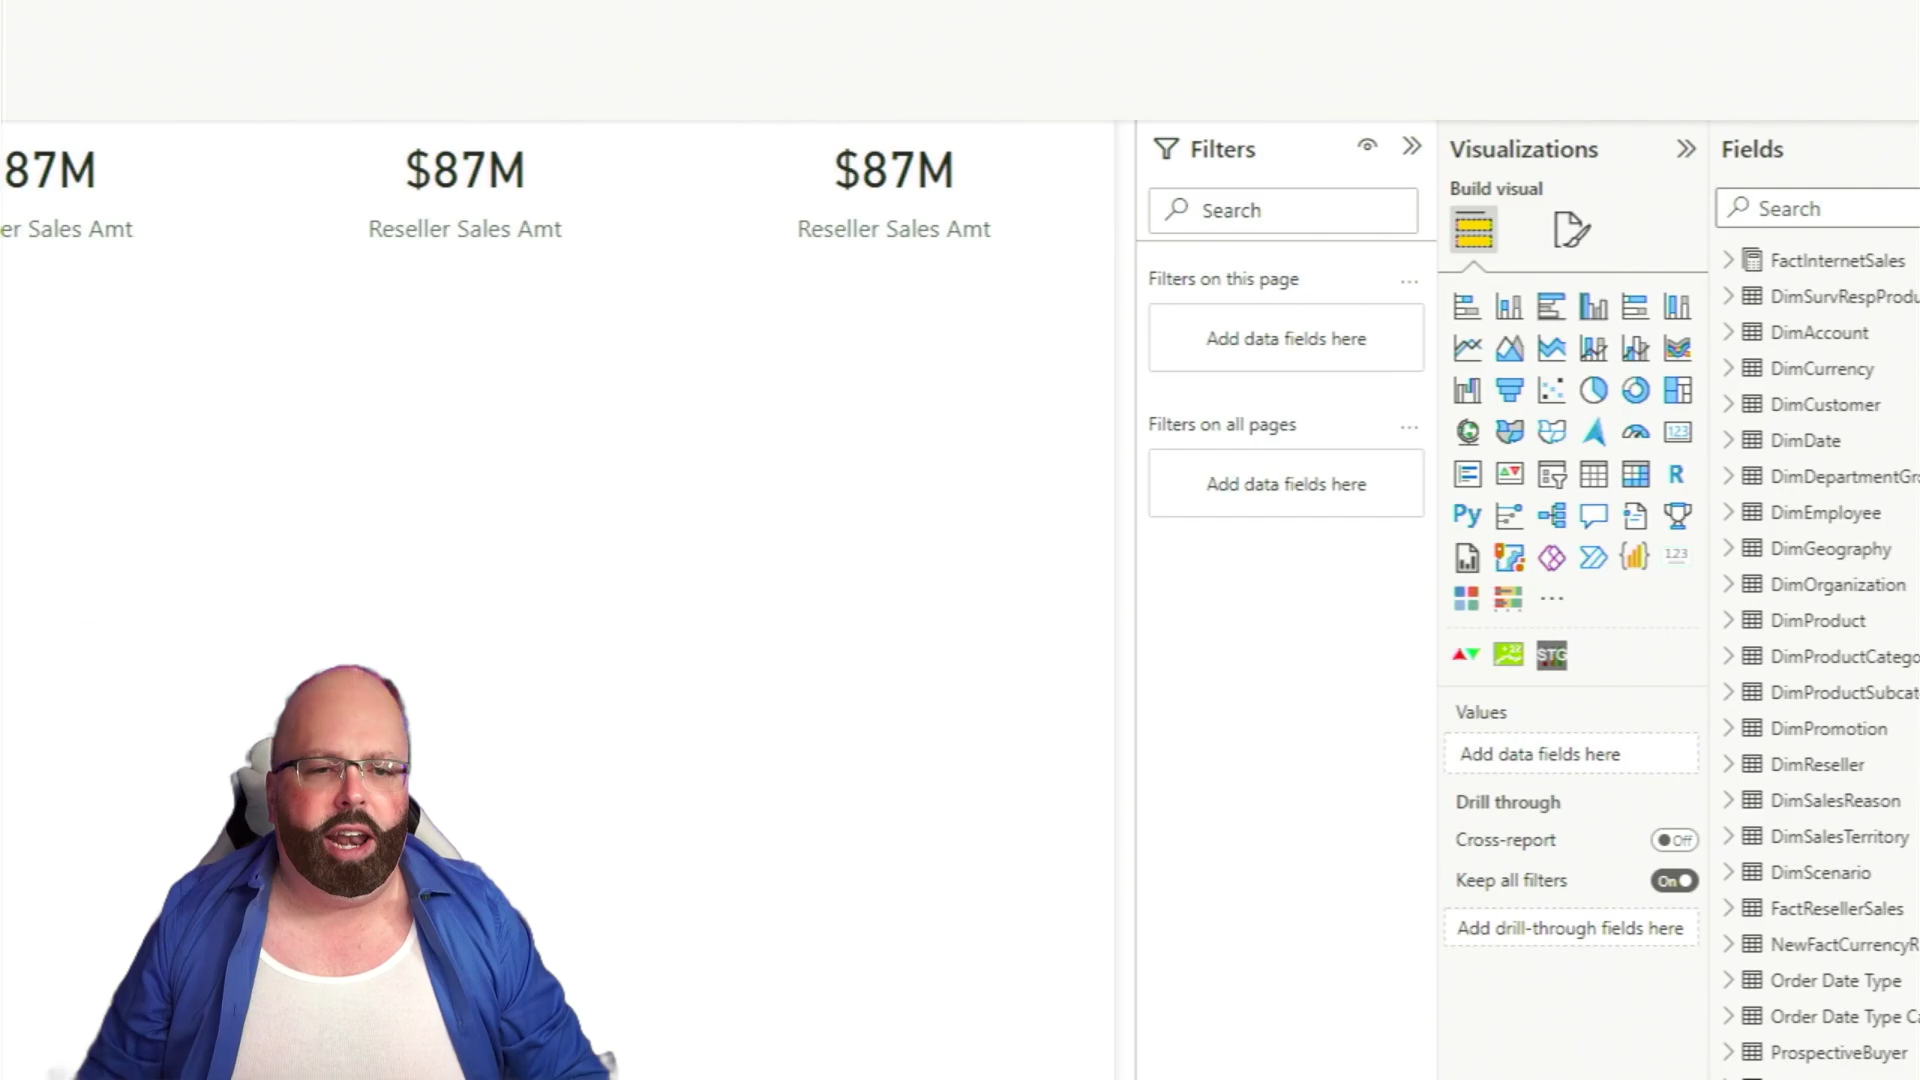 87M
er Sales Amt
$87M
Reseller Sales Amt
$87M
Reseller Sales Amt
Filters
Search
Filters on this page
...
Add data fields here
Filters on all pages
...
Add data fields here
Visualizations
Build visual
123
R
Py
123
...
+
STG
Values
Add data fields here
Drill through
Cross-report
Off
Keep all filters
On
Add drill-through fields here
Fields
Search
FactInternetSales
DimSurvRespProdu
DimAccount
DimCurrency
DimCustomer
DimDate
DimDepartmentGr
DimEmployee
DimGeography
DimOrganization
DimProduct
DimProductCatego
DimProductSubcat
DimPromotion
DimReseller
DimSalesReason
DimSalesTerritory
DimScenario
FactResellerSales
NewFactCurrencyR
Order Date Type
Order Date Type Ca
ProspectiveBuyer